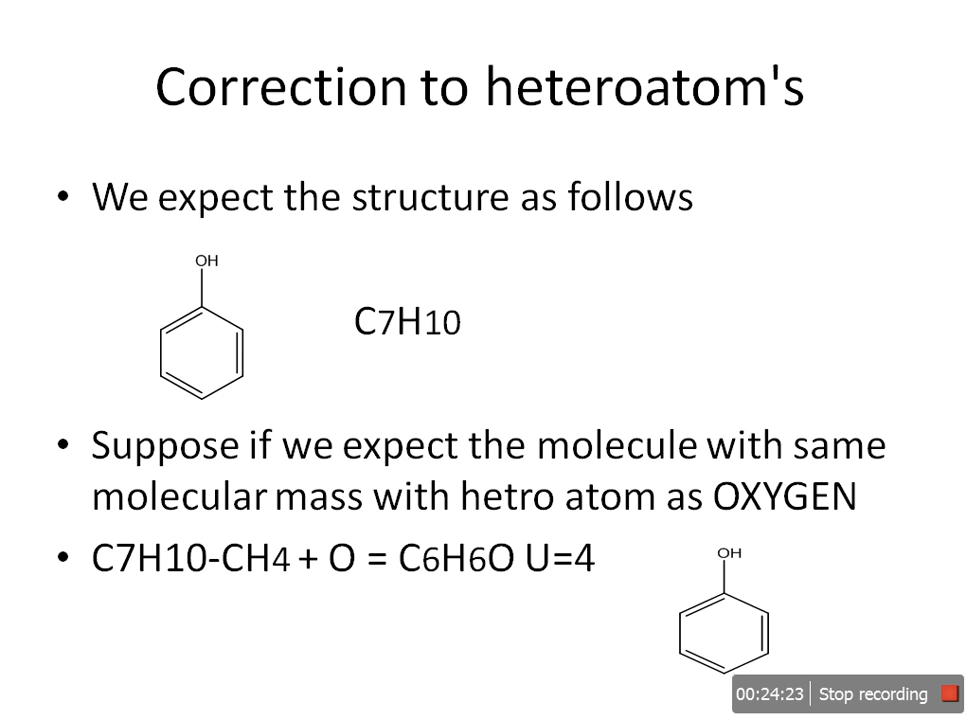 Correction to heteroatom's
• We expect the structure as follows
OH
C7H10
• Suppose if we expect the molecule with same
molecular mass with hetro atom as OXYGEN
• C7H10-CH4 + O = C6H6O U=4
OH
00:24:23 Stop recording